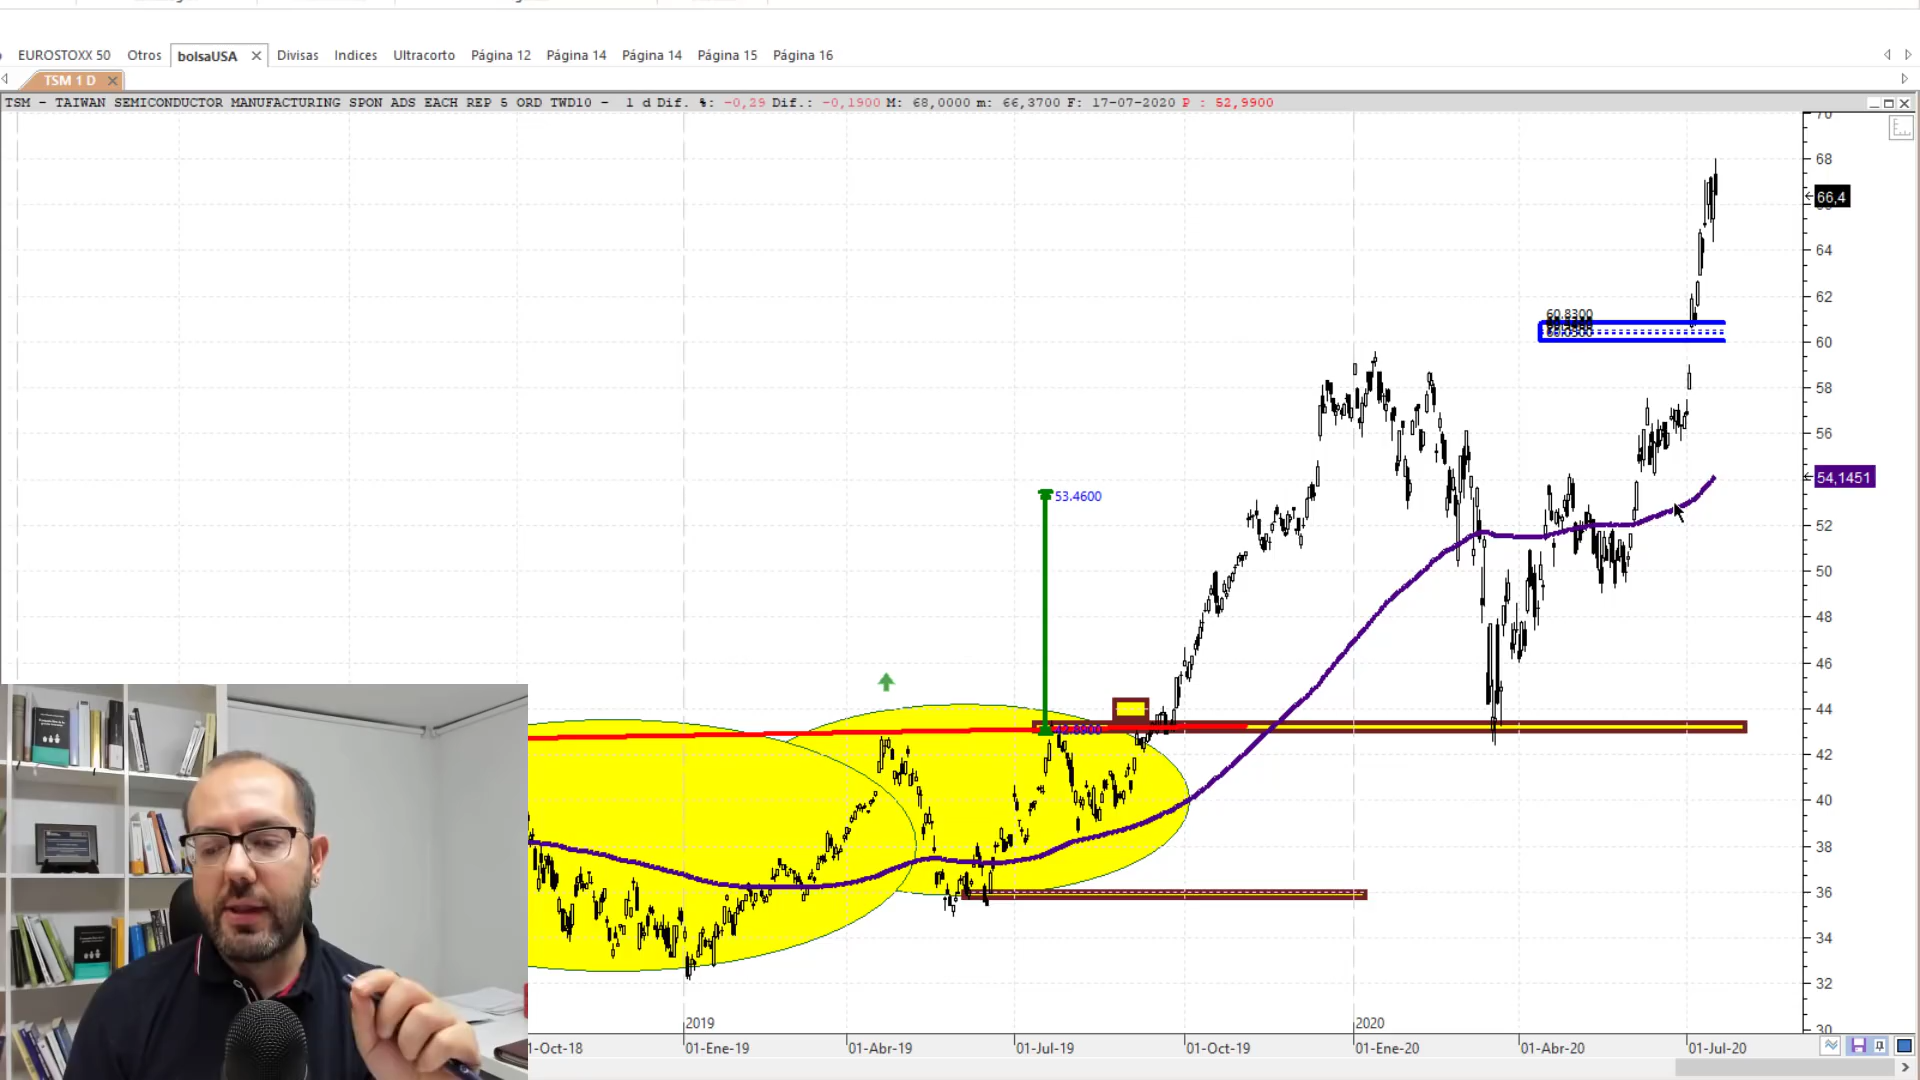 EUROSTOXX 50 Otros bolsaUSA Divisas Indices Ultracorto Página 12 Página 14 Página 14 Página 15 Página 16
TSM 1 D
TSM - TAIWAN SEMICONDUCTOR MANUFACTURING SPON ADS EACH REP 5 ORD TWD10 - 1 d Dif. %: -0,29 Dif.: -0,1900 M: 68,0000 m: 66,3700 F: 17-07-2020 P : 52,9900
70
68
66,4
64
62
60.8300
60
58
56
54,1451
53.4600
52
50
48
46
44
42
40
38
36
34
32
30
2019
2020
01-Ene-19
01-Abr-19
01-Jul-19
01-Oct-19
01-Ene-20
01-Abr-20
01-Jul-20